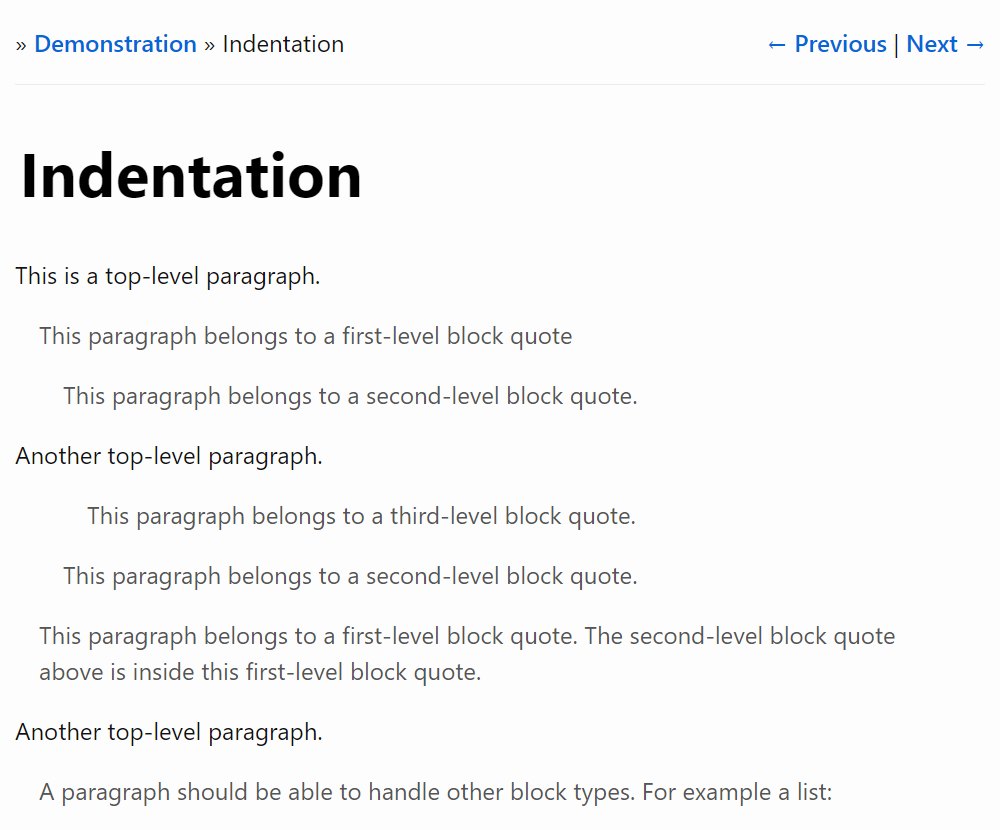 » Demonstration » Indentation ← Previous | Next →
Indentation
This is a top-level paragraph.
This paragraph belongs to a first-level block quote
This paragraph belongs to a second-level block quote.
Another top-level paragraph.
This paragraph belongs to a third-level block quote.
This paragraph belongs to a second-level block quote.
This paragraph belongs to a first-level block quote. The second-level block quote
above is inside this first-level block quote.
Another top-level paragraph.
A paragraph should be able to handle other block types. For example a list: